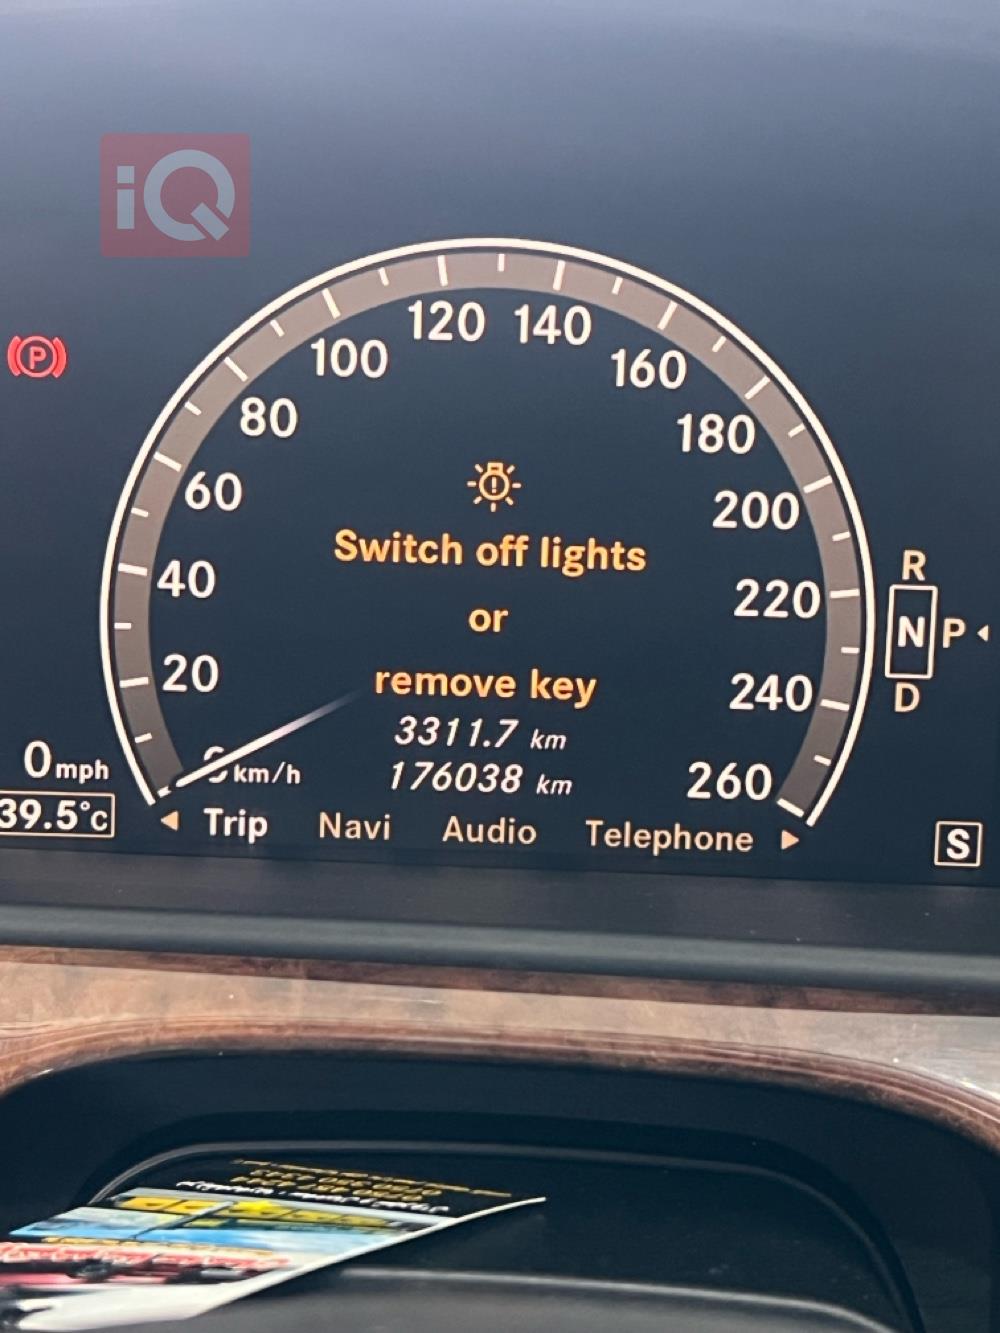 iQ
120 140
100 160
80 180
60 200
40 220
20 240
0 km/h 260
Switch off lights
or
remove key
3311.7 km
176038 km
P
0 mph
39.5°C
R
N P
D
Trip Navi Audio Telephone
S